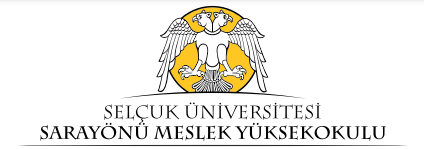 SELÇUK ÜNİVERSİTESİ
SARAYÖNÜ MESLEK YÜKSEKOKULU